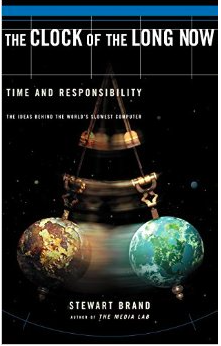 THE CLOCK OF THE LONG NOW
TIME AND RESPONSIBILITY
THE IDEAS BEHIND THE WORLD'S SLOWEST COMPUTER
STEWART BRAND
AUTHOR OF THE MEDIA LAB